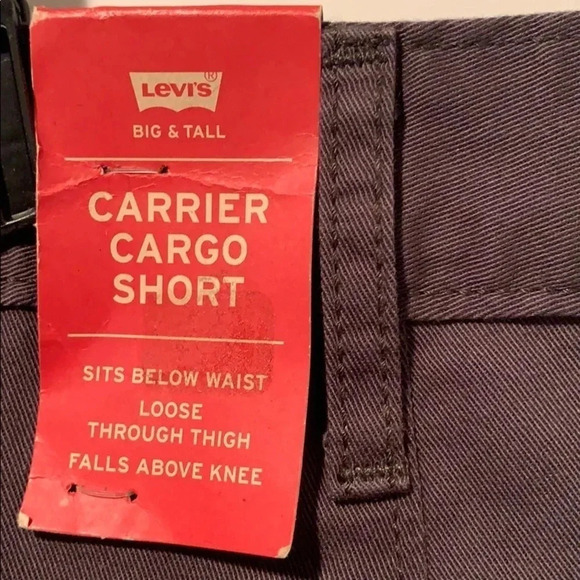 LEVI'S®
BIG & TALL
CARRIER
CARGO
SHORT
SITS BELOW WAIST
LOOSE
THROUGH THIGH
FALLS ABOVE KNEE